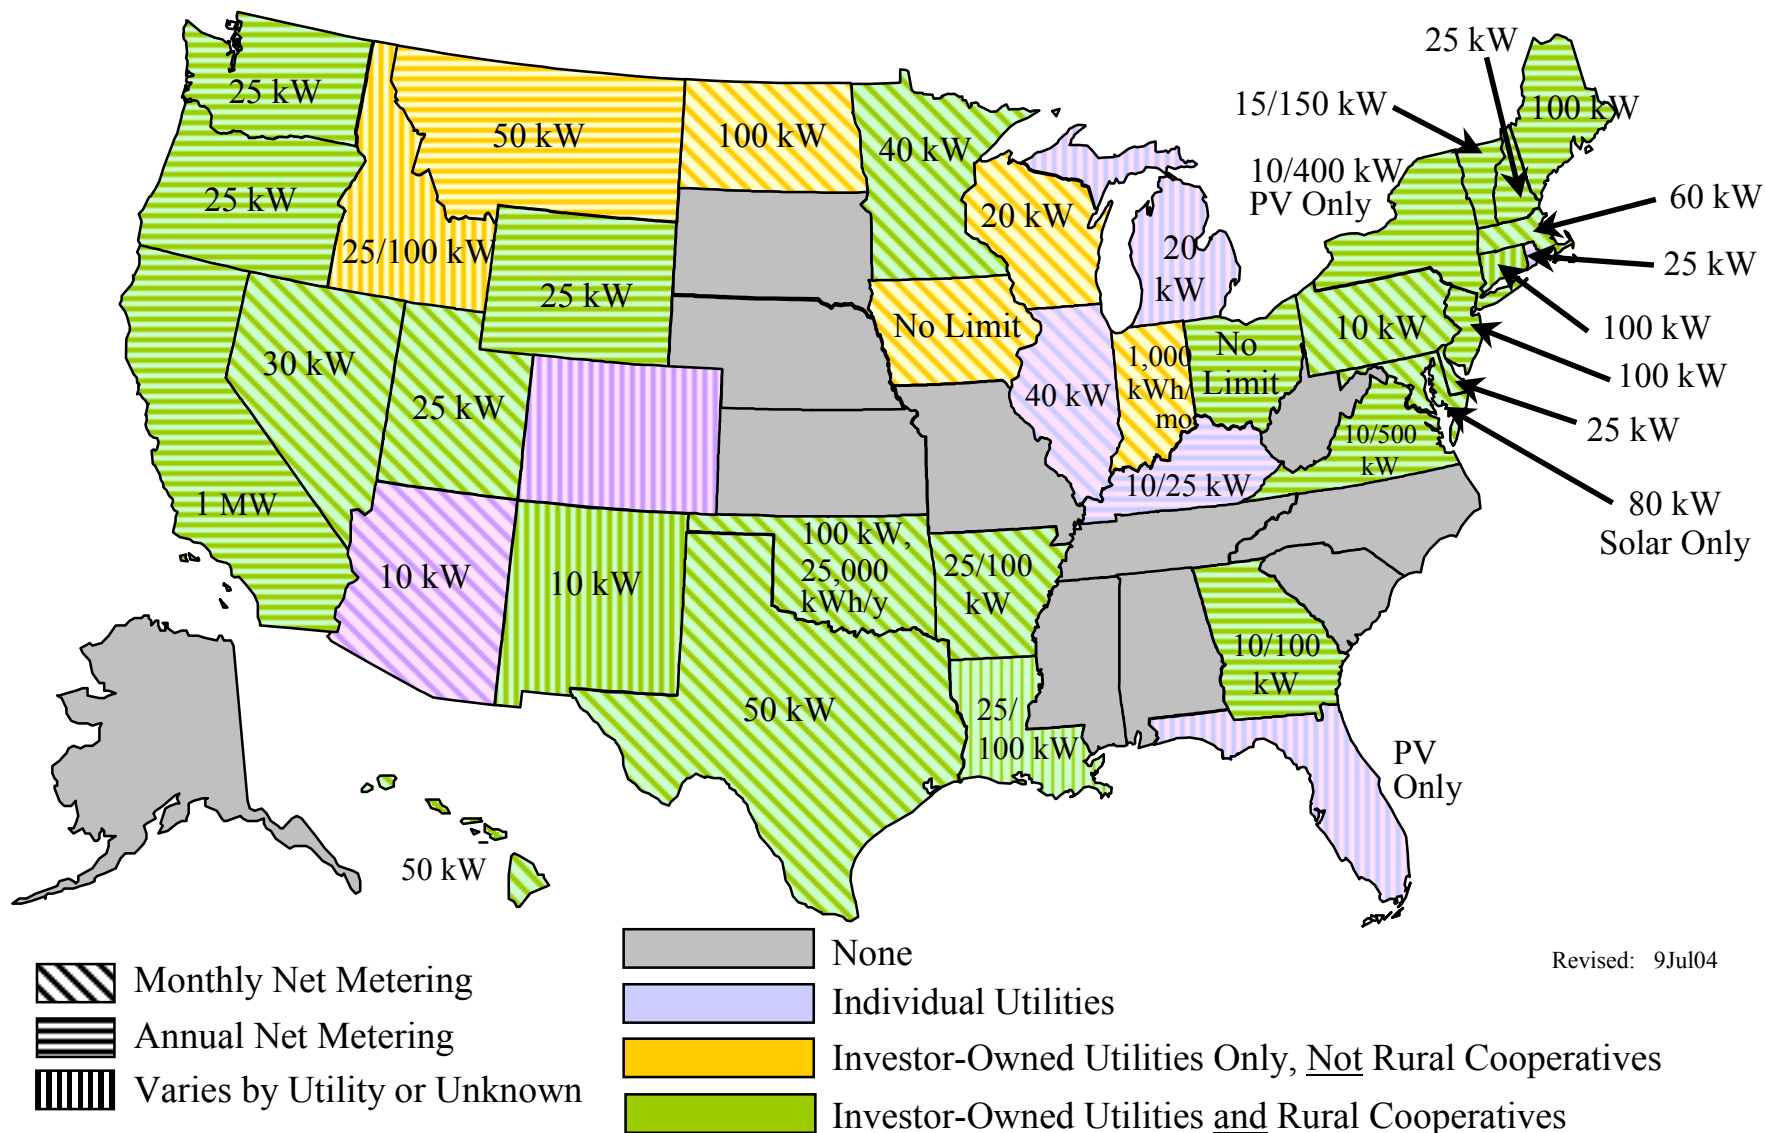 25 kW
25 kW
15/150 kW
100 kW
50 kW
100 kW
40 kW
10/400 kW
PV Only
60 kW
25 kW
20 kW
25/100 kW
20
kW
25 kW
25 kW
No Limit
10 kW
100 kW
30 kW
1,000
kWh/
mo
No
Limit
100 kW
25 kW
40 kW
25 kW
10/500
kW
10/25 kW
1 MW
80 kW
Solar Only
100 kW,
25,000
kWh/y
25/100
kW
10 kW
10 kW
10/100
kW
50 kW
25/
100 kW
PV
Only
50 kW
Monthly Net Metering
Annual Net Metering
Varies by Utility or Unknown
None
Individual Utilities
Investor-Owned Utilities Only, Not Rural Cooperatives
Investor-Owned Utilities and Rural Cooperatives
Revised: 9Jul04